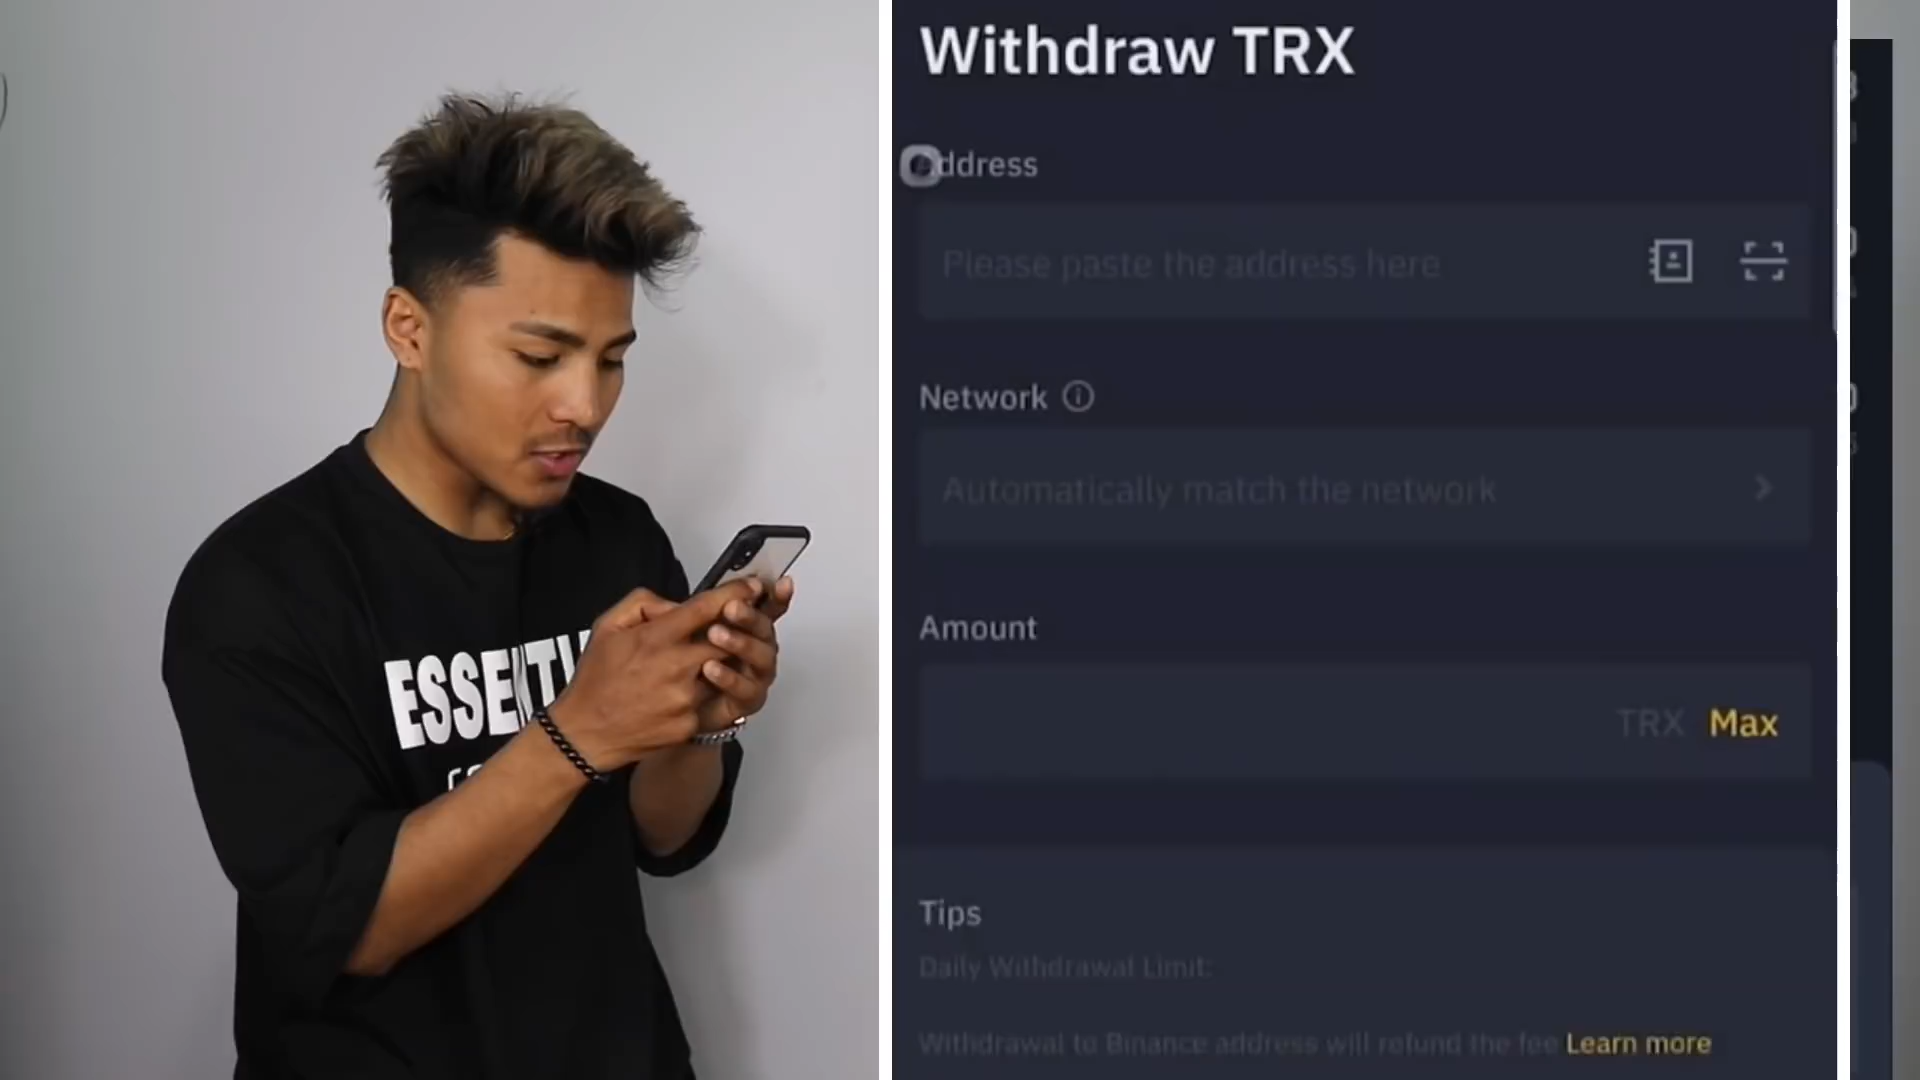 Withdraw TRX
ddress
Please paste the address here
Network
Automatically match the network
Amount
TRX Max
Tips
Daily Withdrawal Limit:
Withdrawal to Binance address will refund the fee Learn more